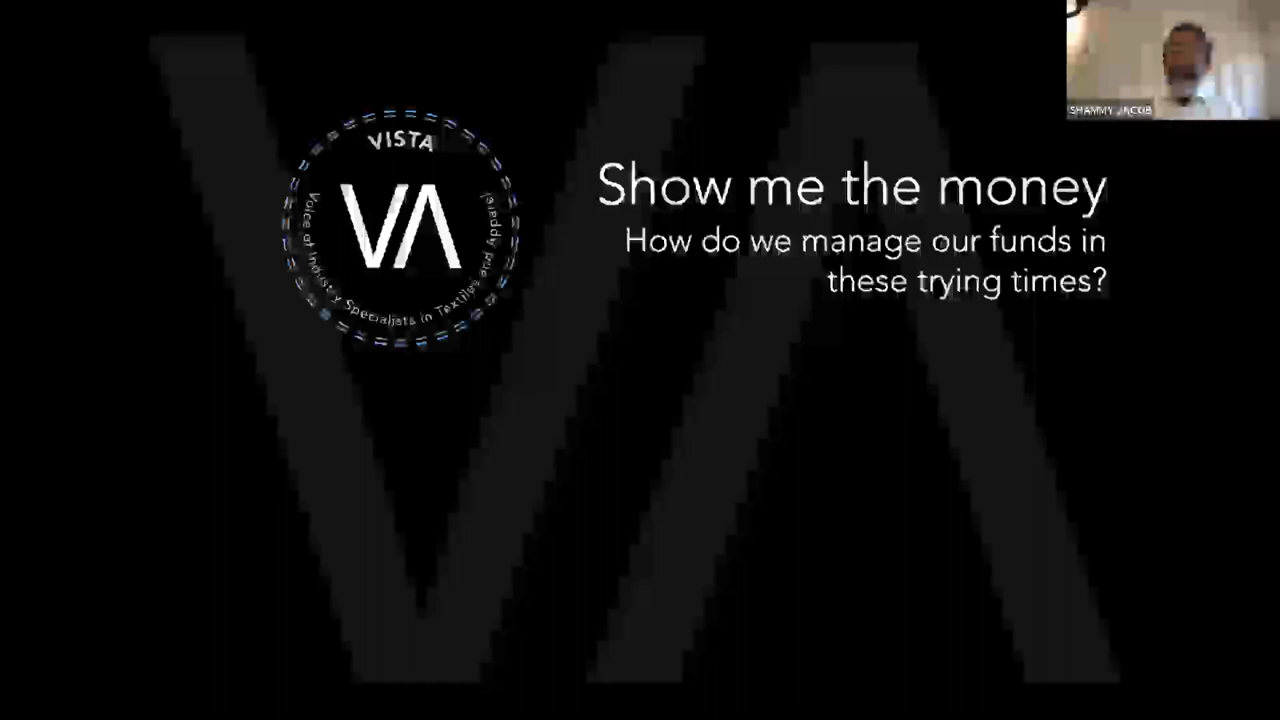 SHAMMY JACOB
VISTA
VA
Voice of Industry Specialists in Textiles and Apparel
Show me the money
How do we manage our funds in
these trying times?